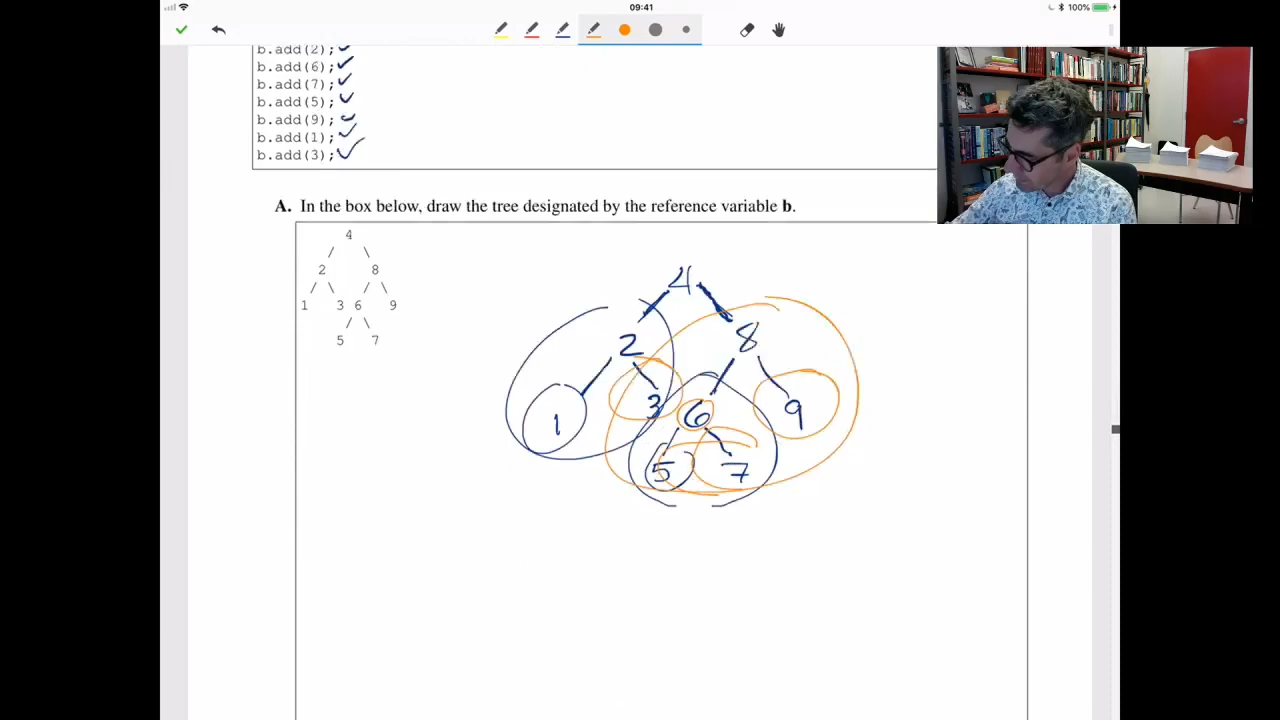 09:41
100%
b.add(2);
b.add(6);
b.add(7);
b.add(5);
b.add(9);
b.add(1);
b.add(3);
A. In the box below, draw the tree designated by the reference variable b.
4
/ \
2 8
/ \ / \
1 3 6 9
/ \
5 7
4
2 8
1 3 6 9
5 7